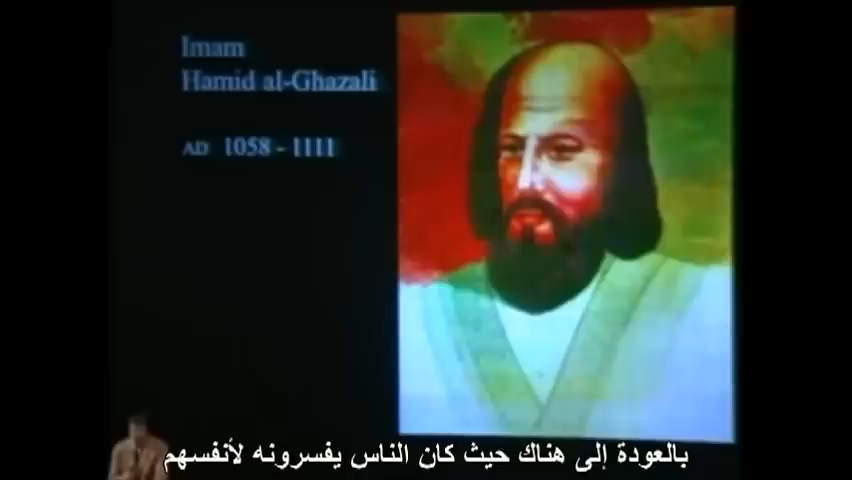 Imam
Hamid al-Ghazali
AD 1058 - 1111
بالعودة إلى هناك حيث كان الناس يفسرونه لأنفسهم